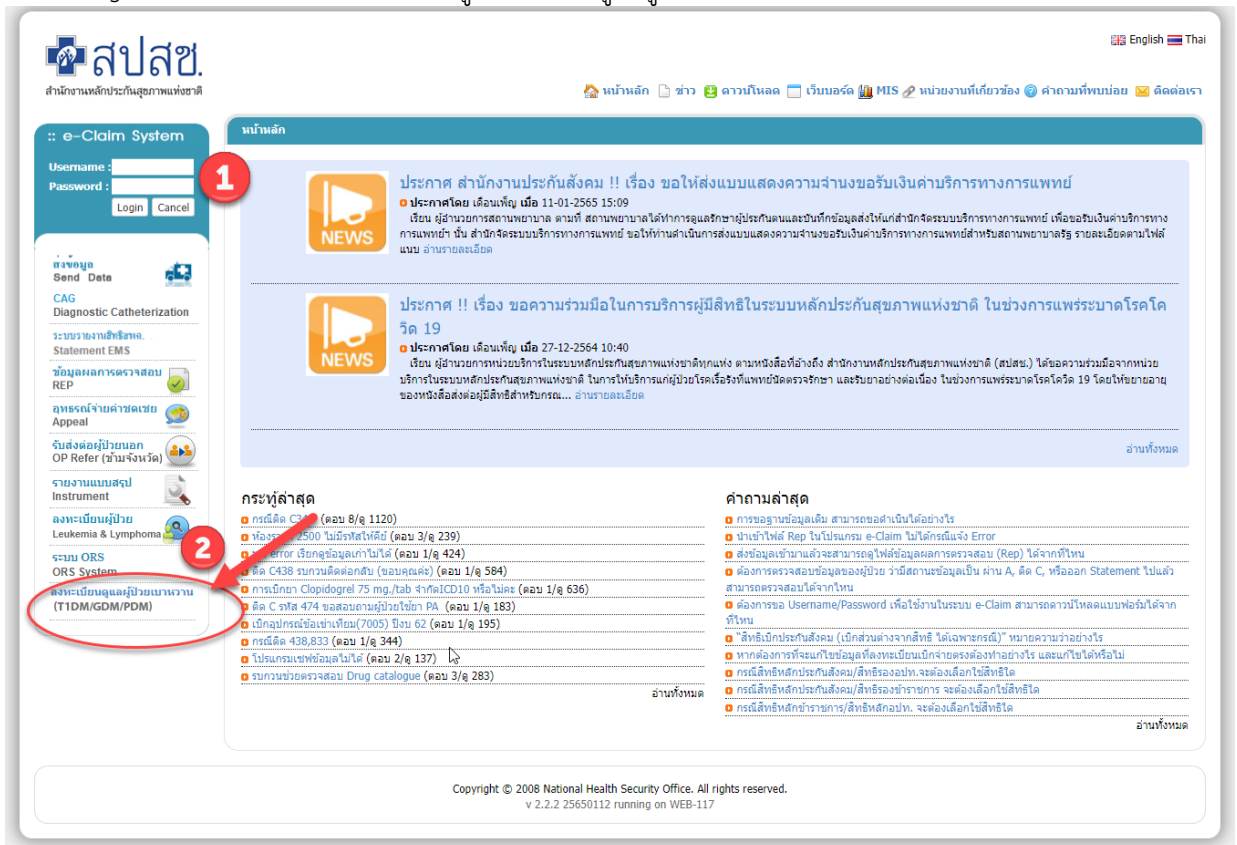 สปสช.
สำนักงานหลักประกันสุขภาพแห่งชาติ
English Thai
หน้าหลัก ข่าว ดาวน์โหลด เว็บบอร์ด MIS หน่วยงานที่เกี่ยวข้อง คำถามที่พบบ่อย ติดต่อเรา
:: e-Claim System
Username :
Password :
Login Cancel
1
ส่งข้อมูล
Send Data
CAG
Diagnostic Catheterization
ระบบรายงานสิทธิสพฉ.
Statement EMS
ข้อมูลผลการตรวจสอบ
REP
อุทธรณ์จ่ายค่าชดเชย
Appeal
รับส่งต่อผู้ป่วยนอก
OP Refer (ข้ามจังหวัด)
รายงานแบบสรุป
Instrument
ลงทะเบียนผู้ป่วย
Leukemia & Lymphoma
2
ระบบ ORS
ORS System
ลงทะเบียนดูแลผู้ป่วยเบาหวาน
(T1DM/GDM/PDM)
หน้าหลัก
NEWS
ประกาศ สำนักงานประกันสังคม !! เรื่อง ขอให้ส่งแบบแสดงความจำนงขอรับเงินค่าบริการทางการแพทย์
ประกาศโดย เดือนเพ็ญ เมื่อ 11-01-2565 15:09
เรียน ผู้อำนวยการสถานพยาบาล ตามที่ สถานพยาบาลได้ทำการดูแลรักษาผู้ประกันตนและบันทึกข้อมูลส่งให้แก่สำนักจัดระบบบริการทางการแพทย์ เพื่อขอรับเงินค่าบริการทาง
การแพทย์ฯ นั้น สำนักจัดระบบบริการทางการแพทย์ ขอให้ท่านดำเนินการส่งแบบแสดงความจำนงขอรับเงินค่าบริการทางการแพทย์สำหรับสถานพยาบาลรัฐ รายละเอียดตามไฟล์
แนบ อ่านรายละเอียด
NEWS
ประกาศ !! เรื่อง ขอความร่วมมือในการบริการผู้มีสิทธิในระบบหลักประกันสุขภาพแห่งชาติ ในช่วงการแพร่ระบาดโรคโค
วิด 19
ประกาศโดย เดือนเพ็ญ เมื่อ 27-12-2564 10:40
เรียน ผู้อำนวยการหน่วยบริการในระบบหลักประกันสุขภาพแห่งชาติทุกแห่ง ตามหนังสือที่อ้างถึง สำนักงานหลักประกันสุขภาพแห่งชาติ (สปสช.) ได้ขอความร่วมมือจากหน่วย
บริการในระบบหลักประกันสุขภาพแห่งชาติ ในการให้บริการแก่ผู้ป่วยโรคเรื้อรังที่แพทย์นัดตรวจรักษา และรับยาอย่างต่อเนื่อง ในช่วงการแพร่ระบาดโรคโควิด 19 โดยให้ขยายอายุ
ของหนังสือส่งต่อผู้มีสิทธิสำหรับกรณ... อ่านรายละเอียด
อ่านทั้งหมด
กระทู้ล่าสุด
กรณีติด (ตอบ 8/ดู 1120)
2500 ไม่มีรหัสให้คีย์ (ตอบ 3/ดู 239)
error เรียกดูข้อมูลเก่าไม่ได้ (ตอบ 1/ดู 424)
ติด C438 รบกวนติดต่อกลับ (ขอบคุณค่ะ) (ตอบ 1/ดู 584)
การเบิกยา Clopidogrel 75 mg./tab จำกัดICD10 หรือไม่คะ (ตอบ 1/ดู 636)
ติด C รหัส 474 ขอสอบถามผู้ป่วยใช้ยา PA (ตอบ 1/ดู 183)
เบิกอุปกรณ์ข้อเข่าเทียม(7005) ปีงบ 62 (ตอบ 1/ดู 195)
กรณีติด 438,833 (ตอบ 1/ดู 344)
โปรแกรมเซฟข้อมูลไม่ได้ (ตอบ 2/ดู 137)
รบกวนช่วยตรวจสอบ Drug catalogue (ตอบ 3/ดู 283)
อ่านทั้งหมด
คำถามล่าสุด
การขอฐานข้อมูลเดิม สามารถขอดำเนินได้อย่างไร
นำเข้าไฟล์ Rep ในโปรแกรม e-Claim ไม่ได้กรณีแจ้ง Error
ส่งข้อมูลเข้ามาแล้วจะสามารถดูไฟล์ข้อมูลผลการตรวจสอบ (Rep) ได้จากที่ไหน
ต้องการตรวจสอบข้อมูลของผู้ป่วย ว่ามีสถานะข้อมูลเป็น ผ่าน A, ติด C, หรือออก Statement ไปแล้ว
สามารถตรวจสอบได้จากไหน
ต้องการขอ Username/Password เพื่อใช้งานในระบบ e-Claim สามารถดาวน์โหลดแบบฟอร์มได้จาก
ที่ไหน
"สิทธิเบิกประกันสังคม (เบิกส่วนต่างจากสิทธิ ได้เฉพาะกรณี)" หมายความว่าอย่างไร
หากต้องการที่จะแก้ไขข้อมูลที่ลงทะเบียนเบิกจ่ายตรงต้องทำอย่างไร และแก้ไขได้หรือไม่
กรณีสิทธิหลักประกันสังคม/สิทธิรองอปท.จะต้องเลือกใช้สิทธิใด
กรณีสิทธิหลักประกันสังคม/สิทธิรองข้าราชการ จะต้องเลือกใช้สิทธิใด
กรณีสิทธิหลักข้าราชการ/สิทธิหลักอปท. จะต้องเลือกใช้สิทธิใด
อ่านทั้งหมด
Copyright © 2008 National Health Security Office. All rights reserved.
v 2.2.2 25650112 running on WEB-117